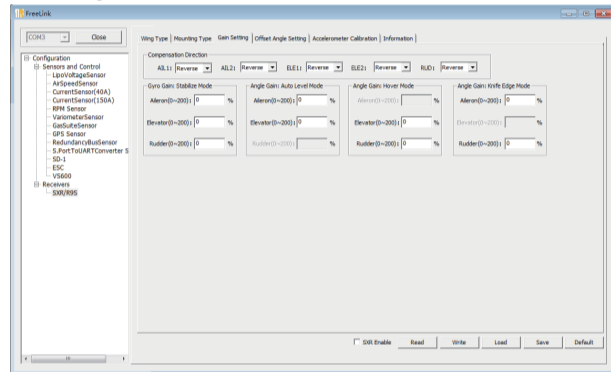 FreeLink
COM3 Close
Wing Type | Mounting Type Gain Setting | Offset Angle Setting | Accelerometer Calibration | Information |
Configuration
Sensors and Control
LipoVoltageSensor
AirSpeedSensor
CurrentSensor(40A)
CurrentSensor(150A)
RPM Sensor
VariometerSensor
GasSuiteSensor
GPS Sensor
RedundancyBusSensor
S.PortToUARTConverter S
SD-1
ESC
VS600
Receivers
SXR/R9S
Compensation Direction
AIL1: Reverse AIL2: Reverse ELE1: Reverse ELE2: Reverse RUD: Reverse
Gyro Gain: Stabilize Mode Angle Gain: Auto Level Mode Angle Gain: Hover Mode Angle Gain: Knife Edge Mode
Aileron(0~200): 0 % Aileron(0~200): 0 % Aileron(0~200): % Aileron(0~200): 0 %
Elevator(0~200): 0 % Elevator(0~200): 0 % Elevator(0~200): 0 % Elevator(0~200): %
Rudder(0~200): 0 % Rudder(0~200): % Rudder(0~200): 0 % Rudder(0~200): 0 %
SXR Enable Read Write Load Save Default